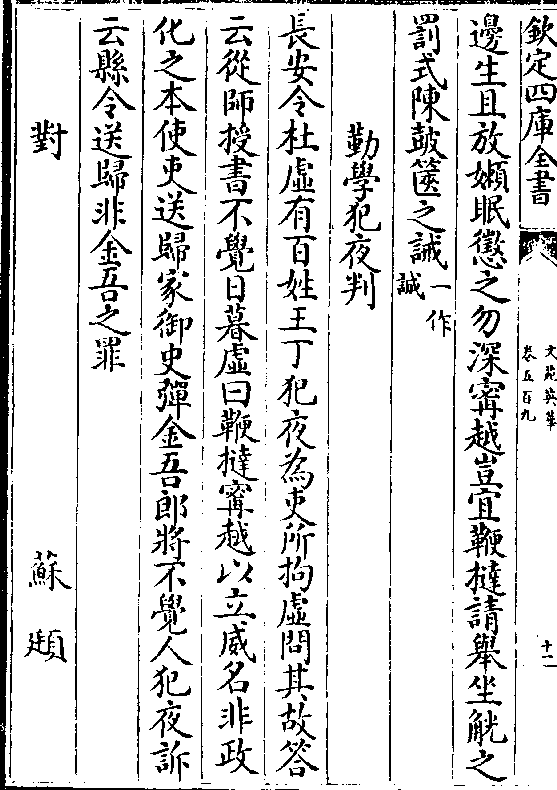 欽定四庫全書
文苑英華
卷五百九
十二
邊生且放嬾眠懲之勿深甯越豈宜鞭撻請舉坐觥之
罰式陳鼓篋之誡一作誠
勤學犯夜判
長安令杜虛有百姓王丁犯夜為吏所拘虛問其故答
云從師授書不覺日暮虛曰鞭撻甯越以立威名非政
化之本使吏送歸家御史彈金吾郎將不覺人犯夜訴
云縣令送歸非金吾之罪
對
蘇頲